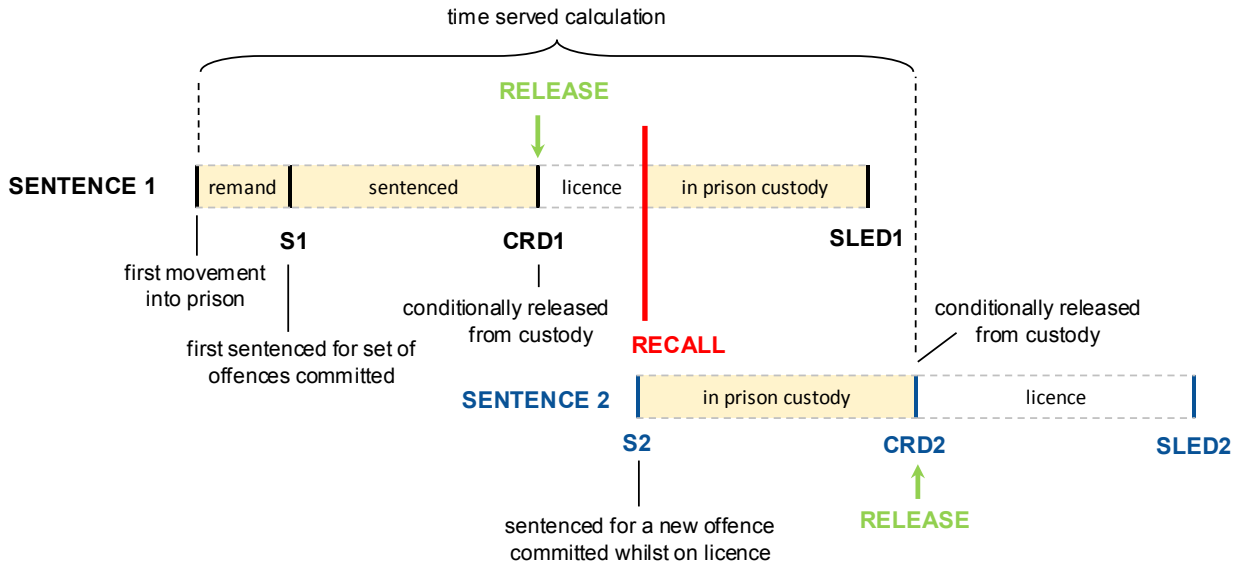 time served calculation
RELEASE
SENTENCE 1
remand
sentenced
licence
in prison custody
S1
CRD1
SLED1
first movement
into prison
conditionally released
from custody
conditionally released
from custody
first sentenced for set of
offences committed
RECALL
SENTENCE 2
in prison custody
licence
S2
CRD2
SLED2
sentenced for a new offence
committed whilst on licence
RELEASE